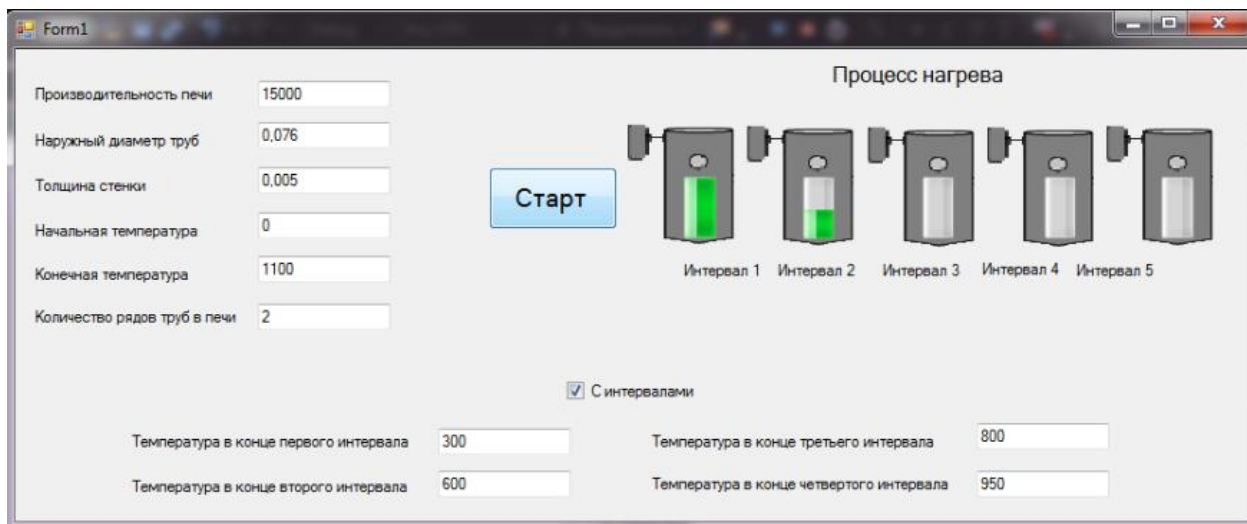 Form1
Процесс нагрева
Производительность печи 15000
Наружный диаметр труб 0,076
Толщина стенки 0,005
Старт
Начальная температура 0
Конечная температура 1100
Интервал 1 Интервал 2 Интервал 3 Интервал 4 Интервал 5
Количество рядов труб в печи 2
С интервалами
Температура в конце первого интервала 300
Температура в конце третьего интервала 800
Температура в конце второго интервала 600
Температура в конце четвертого интервала 950